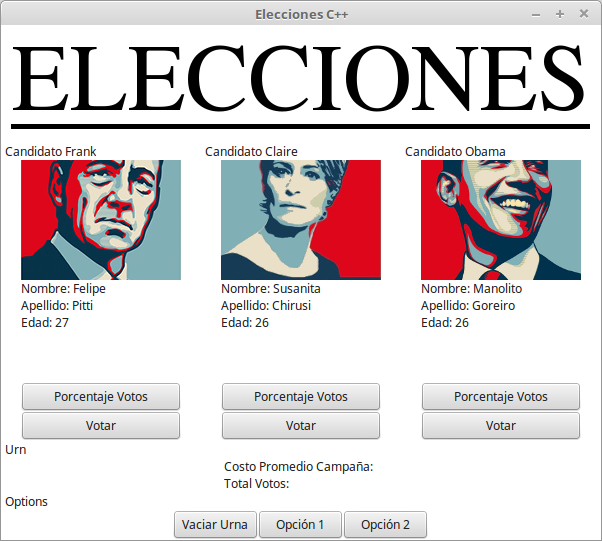 Elecciones C++
ELECCIONES
Candidato Frank
Candidato Claire
Candidato Obama
Nombre: Felipe
Apellido: Pitti
Edad: 27
Nombre: Susanita
Apellido: Chirusi
Edad: 26
Nombre: Manolito
Apellido: Goreiro
Edad: 26
Porcentaje Votos
Porcentaje Votos
Porcentaje Votos
Votar
Votar
Votar
Urn
Costo Promedio Campaña:
Total Votos:
Options
Vaciar Urna
Opción 1
Opción 2